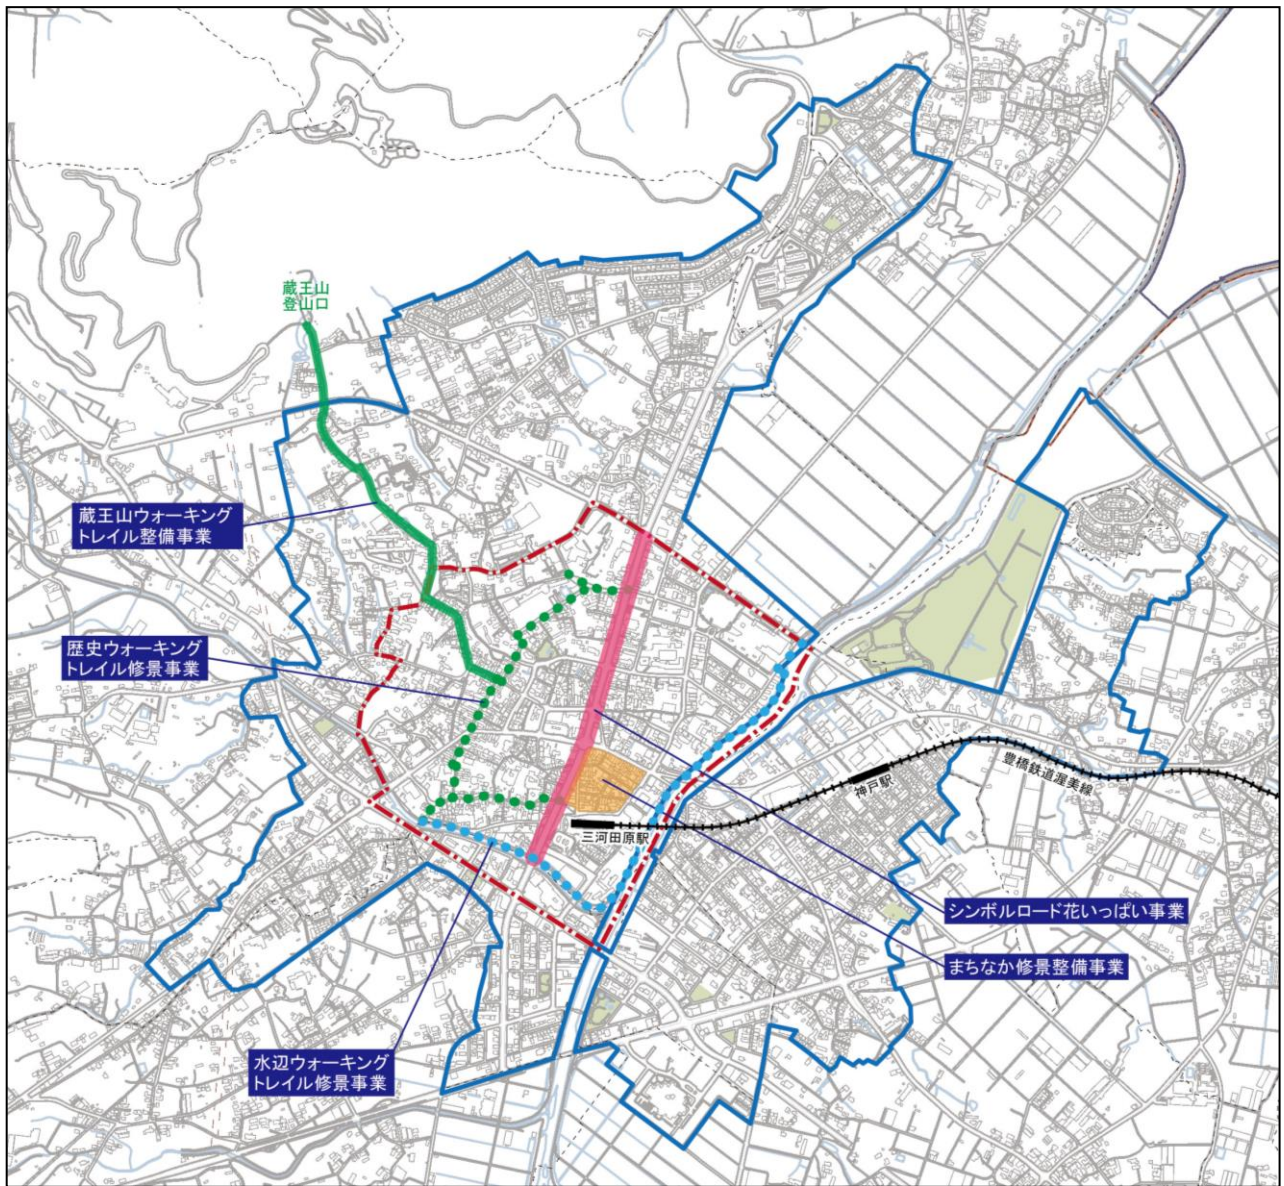 蔵王山
登山口
蔵王山ウォーキング
トレイル整備事業
歴史ウォーキング
トレイル修景事業
豊橋鉄道渥美線
神戸駅
三河田原駅
シンボルロード花いっぱい事業
まちなか修景整備事業
水辺ウォーキング
トレイル修景事業